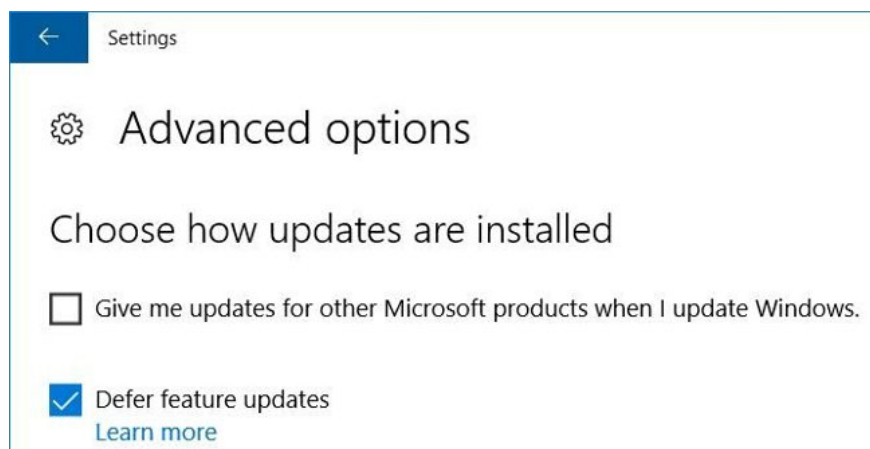 Settings
Advanced options
Choose how updates are installed
Give me updates for other Microsoft products when I update Windows.
Defer feature updates
Learn more